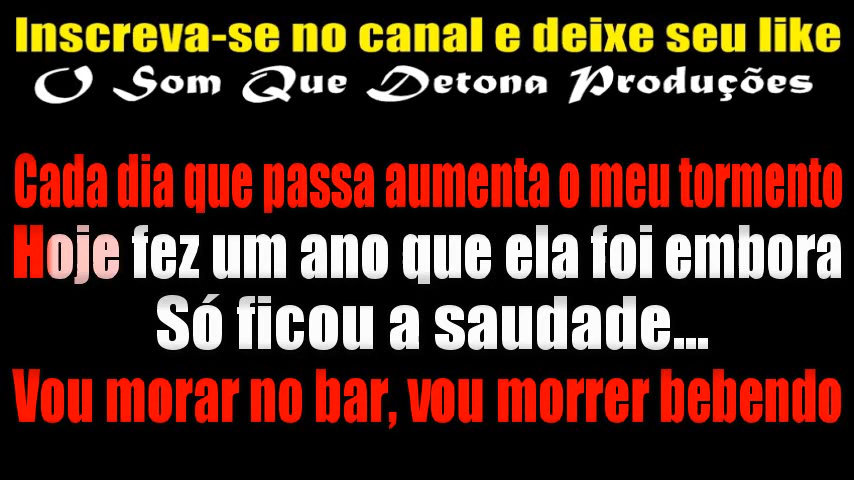 Inscreva-se no canal e deixe seu like
O Som Que Detona Produções
Cada dia que passa aumenta o meu tormento
Hoje fez um ano que ela foi embora
Só ficou a saudade...
Vou morar no bar, vou morrer bebendo